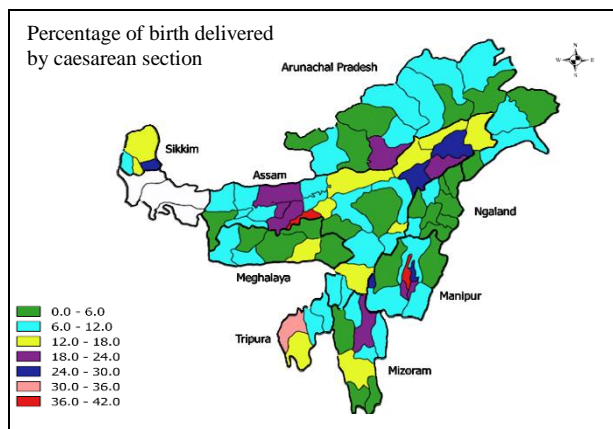 Percentage of birth delivered
by caesarean section
Arunachal Pradesh
N
W
E
S
Sikkim
Assam
Ngaland
Meghalaya
Manipur
Tripura
Mizoram
0.0 - 6.0
6.0 - 12.0
12.0 - 18.0
18.0 - 24.0
24.0 - 30.0
30.0 - 36.0
36.0 - 42.0